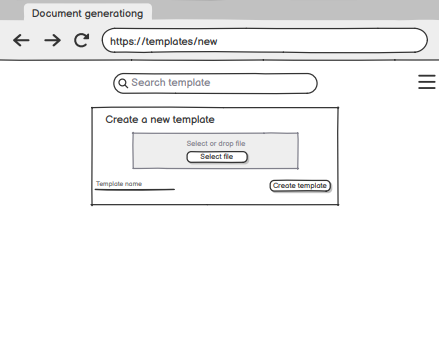 Document generationg
https://templates/new
Search template
Create a new template
Select or drop file
Select file
Template name
Create template